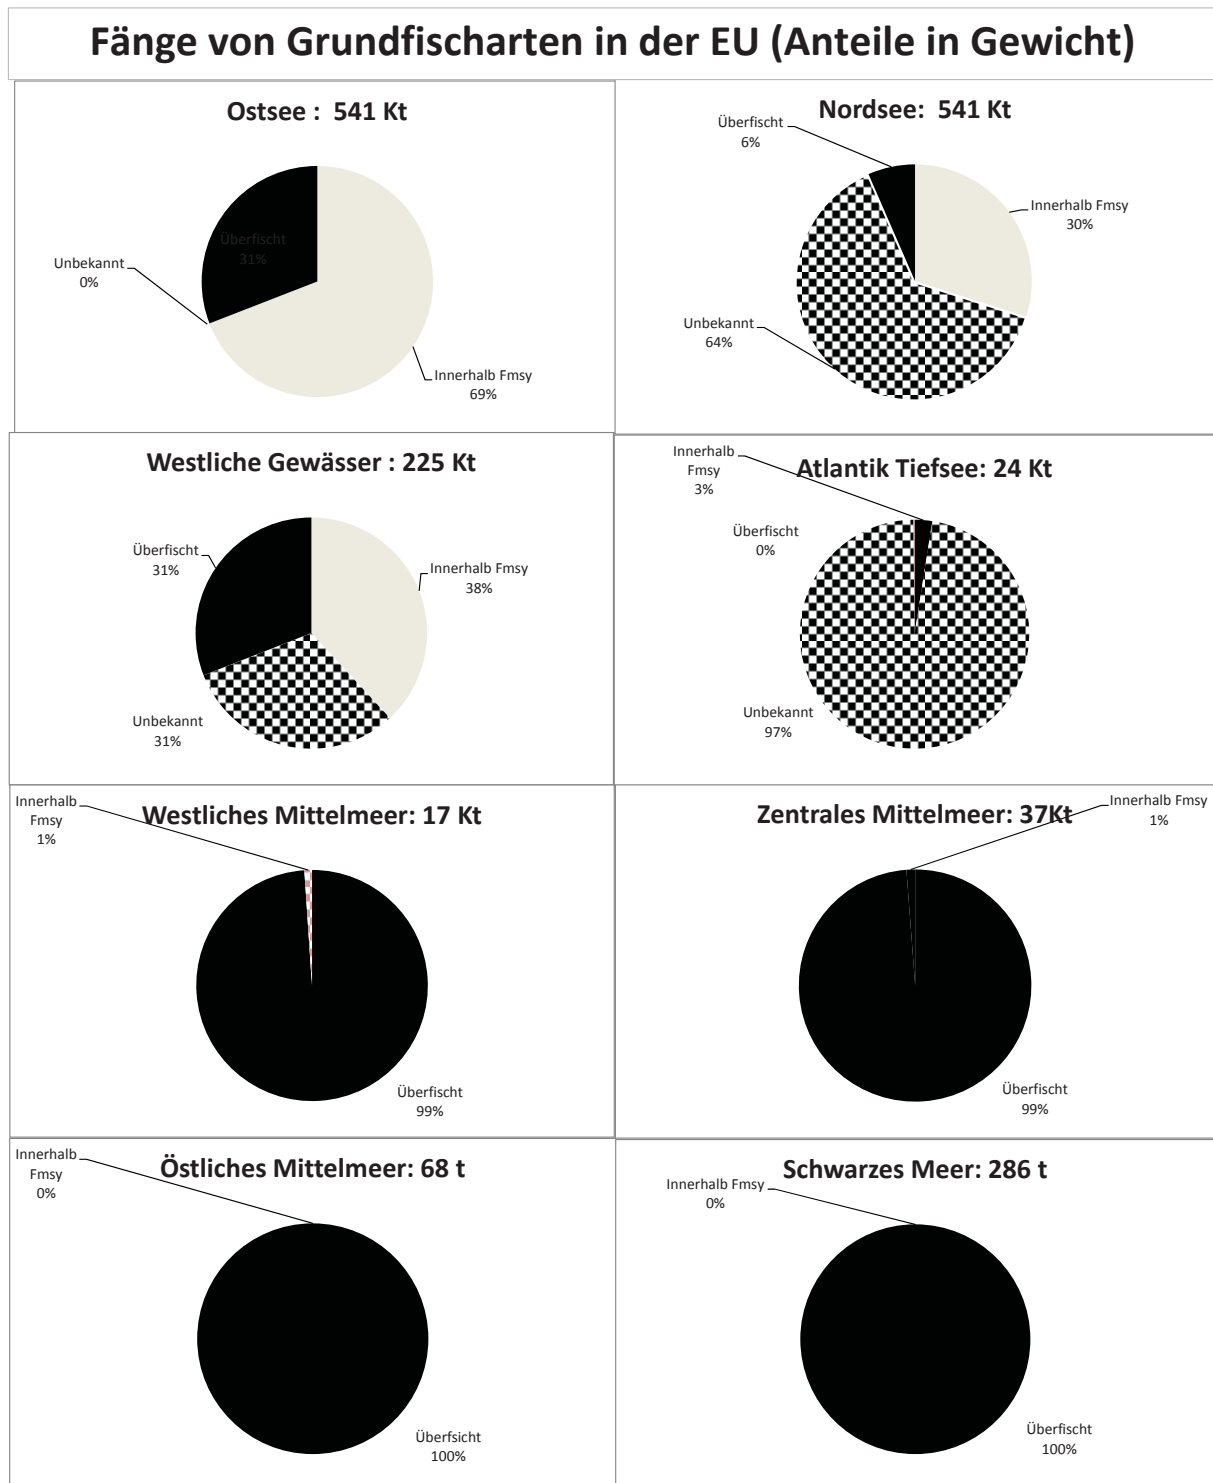 Fänge von Grundfischarten in der EU (Anteile in Gewicht)
Ostsee : 541 Kt
Überfischt
31%
Unbekannt
0%
Innerhalb Fmsy
69%
Nordsee: 541 Kt
Überfischt
6%
Innerhalb Fmsy
30%
Unbekannt
64%
Westliche Gewässer : 225 Kt
Überfischt
31%
Innerhalb Fmsy
38%
Unbekannt
31%
Atlantik Tiefsee: 24 Kt
Innerhalb
Fmsy
3%
Überfischt
0%
Unbekannt
97%
Westliches Mittelmeer: 17 Kt
Innerhalb
Fmsy
1%
Überfischt
99%
Zentrales Mittelmeer: 37Kt
Innerhalb Fmsy
1%
Überfischt
99%
Östliches Mittelmeer: 68 t
Innerhalb
Fmsy
0%
Überfsicht
100%
Schwarzes Meer: 286 t
Innerhalb Fmsy
0%
Überfischt
100%